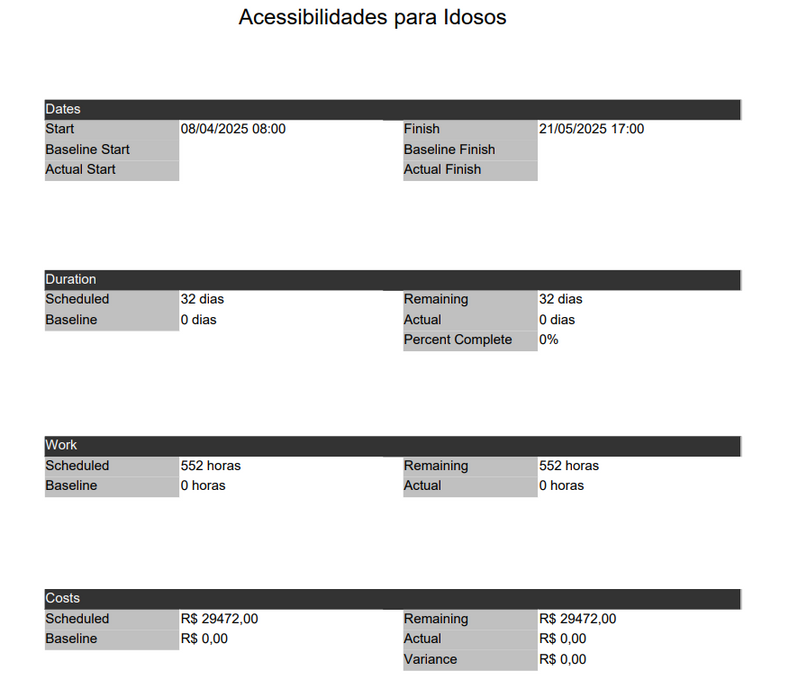 Acessibilidades para Idosos
Dates
Start 08/04/2025 08:00 Finish 21/05/2025 17:00
Baseline Start Baseline Finish
Actual Start Actual Finish
Duration
Scheduled 32 dias Remaining 32 dias
Baseline 0 dias Actual 0 dias
Percent Complete 0%
Work
Scheduled 552 horas Remaining 552 horas
Baseline 0 horas Actual 0 horas
Costs
Scheduled R$ 29472,00 Remaining R$ 29472,00
Baseline R$ 0,00 Actual R$ 0,00
Variance R$ 0,00